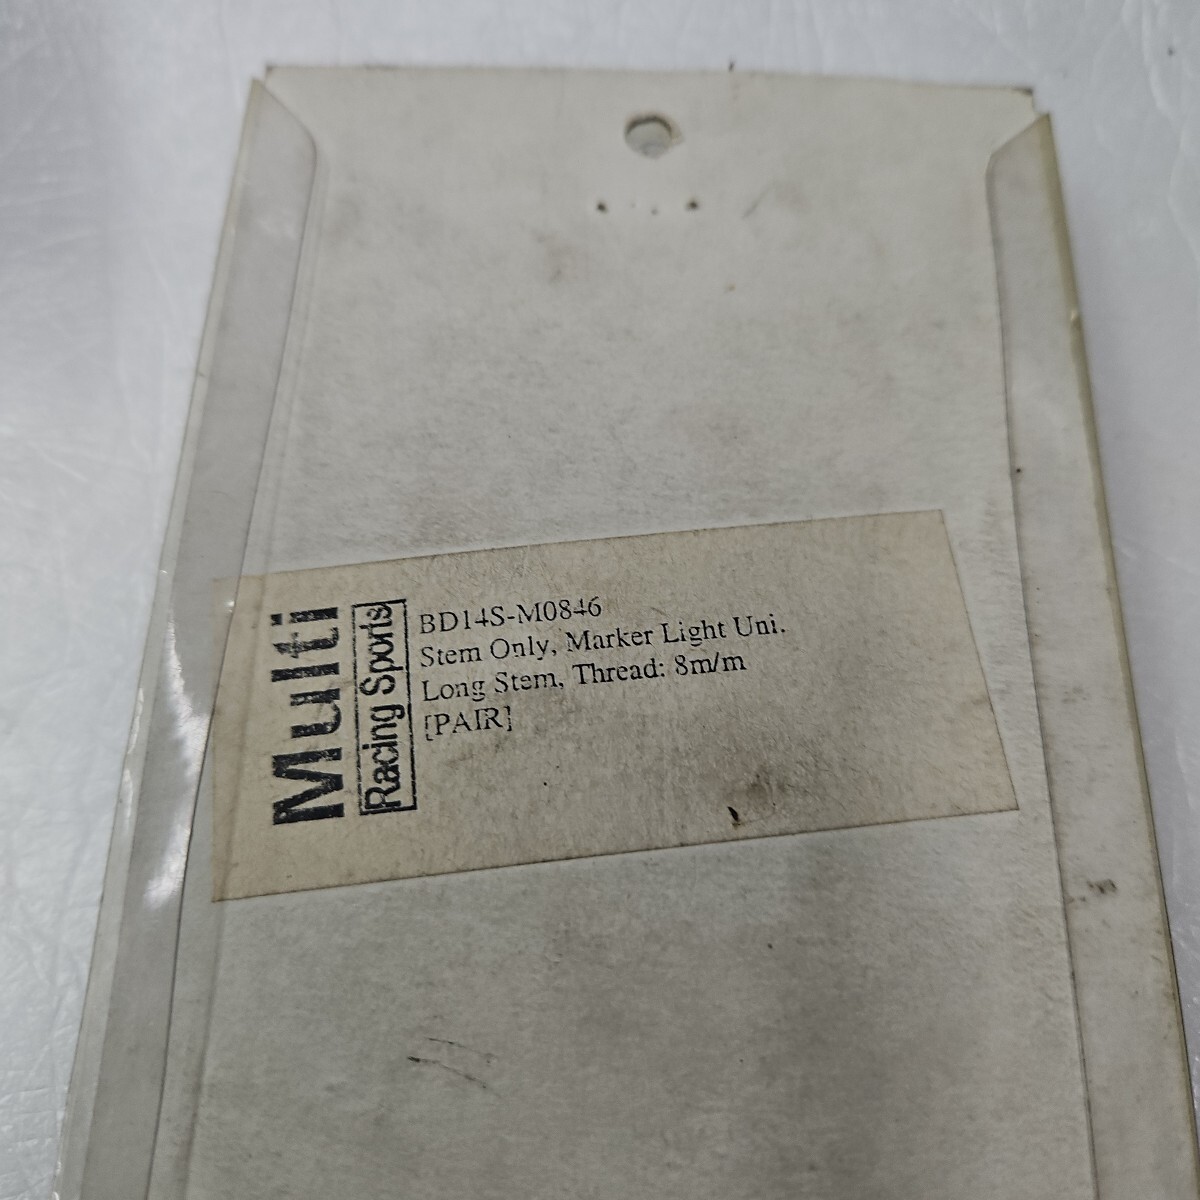 Multi
Racing Sports
BD14S-M0846
Stem Only, Marker Light Uni.
Long Stem, Thread: 8m/m
[PAIR]